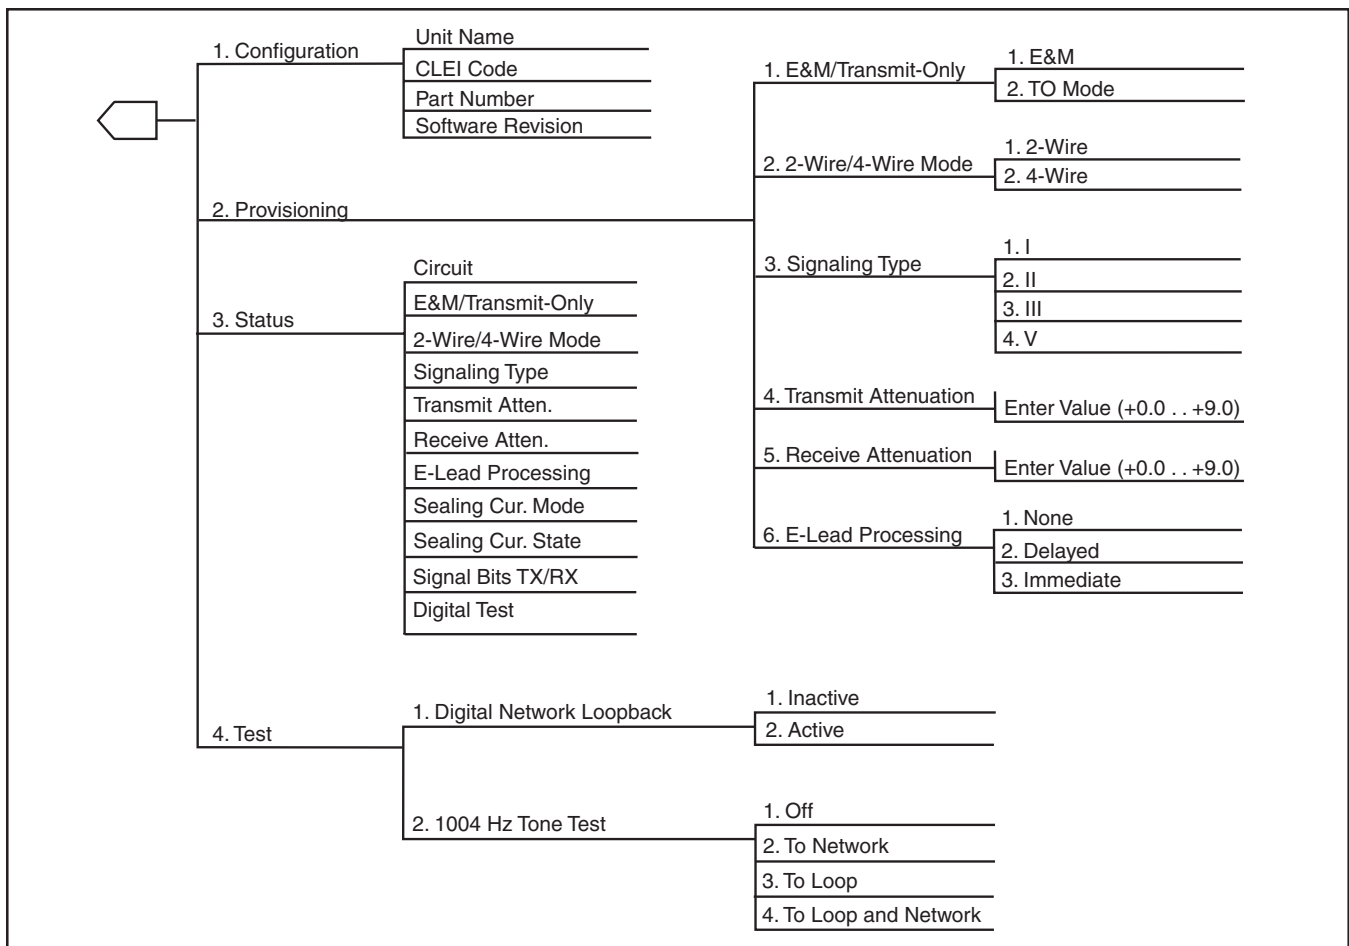 1. Configuration
Unit Name
CLEI Code
Part Number
Software Revision
2. Provisioning
1. E&M/Transmit-Only
1. E&M
2. TO Mode
2. 2-Wire/4-Wire Mode
1. 2-Wire
2. 4-Wire
3. Signaling Type
1. I
2. II
3. III
4. V
4. Transmit Attenuation
Enter Value (+0.0 . . +9.0)
5. Receive Attenuation
Enter Value (+0.0 . . +9.0)
6. E-Lead Processing
1. None
2. Delayed
3. Immediate
3. Status
Circuit
E&M/Transmit-Only
2-Wire/4-Wire Mode
Signaling Type
Transmit Atten.
Receive Atten.
E-Lead Processing
Sealing Cur. Mode
Sealing Cur. State
Signal Bits TX/RX
Digital Test
4. Test
1. Digital Network Loopback
1. Inactive
2. Active
2. 1004 Hz Tone Test
1. Off
2. To Network
3. To Loop
4. To Loop and Network